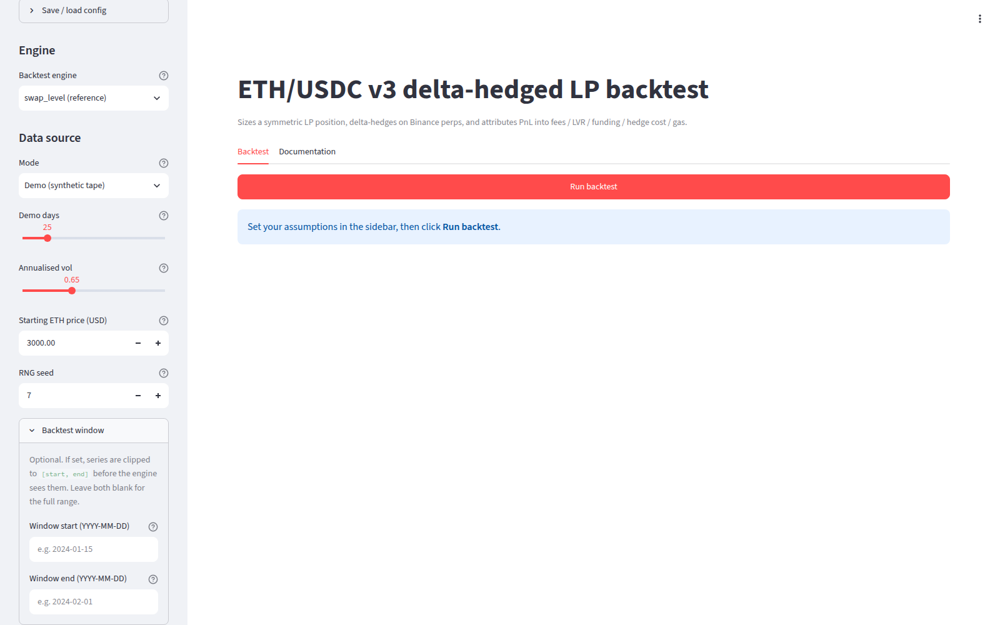 Save / load config
Engine
Backtest engine
swap_level (reference)
Data source
Mode
Demo (synthetic tape)
Demo days
25
Annualised vol
0.65
Starting ETH price (USD)
3000.00
RNG seed
7
Backtest window
Optional. If set, series are clipped
to [start, end] before the engine
sees them. Leave both blank for
the full range.
Window start (YYYY-MM-DD)
e.g. 2024-01-15
Window end (YYYY-MM-DD)
e.g. 2024-02-01
ETH/USDC v3 delta-hedged LP backtest
Sizes a symmetric LP position, delta-hedges on Binance perps, and attributes PnL into fees / LVR / funding / hedge cost / gas.
Backtest Documentation
Run backtest
Set your assumptions in the sidebar, then click Run backtest.